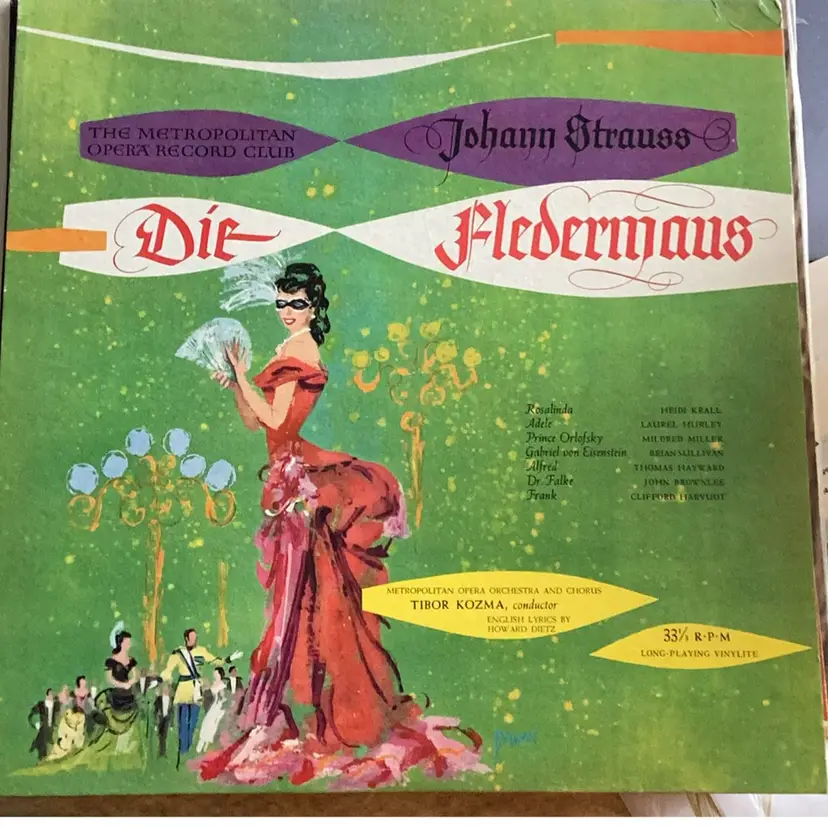 THE METROPOLITAN
OPERA RECORD CLUB
Johann Strauss
Die Fledermaus
Rosalinda HEIDI KRALL
Adele LAUREL HURLEY
Prince Orlofsky MILDRED MILLER
Gabriel von Eisenstein BRIAN SULLIVAN
Alfred THOMAS HAYWARD
Dr. Falke JOHN BROWNLEE
Frank CLIFFORD HARVUOT
METROPOLITAN OPERA ORCHESTRA AND CHORUS
TIBOR KOZMA, conductor
ENGLISH LYRICS BY
HOWARD DIETZ
33⅓ R·P·M
LONG-PLAYING VINYLITE